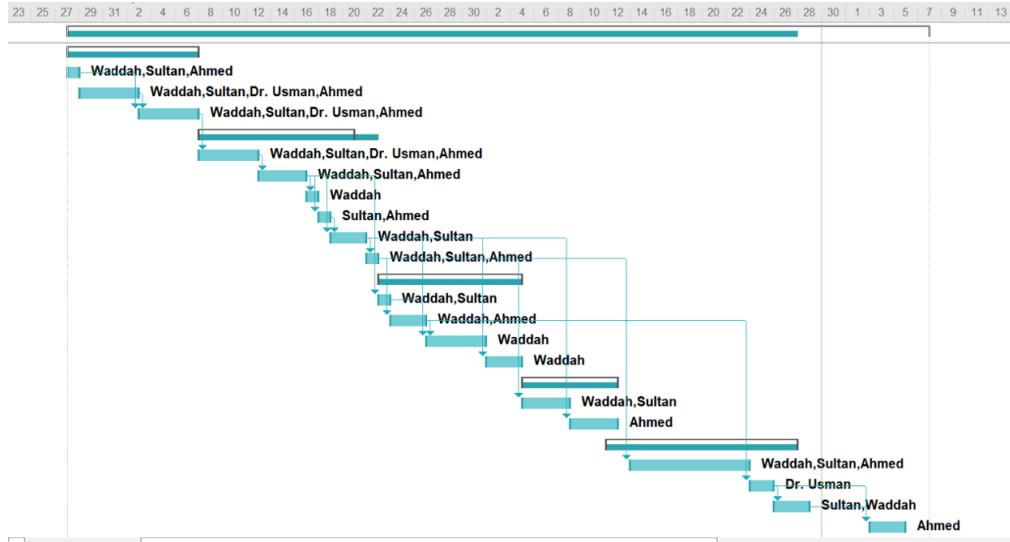 23 25 27 29 31 2 4 6 8 10 12 14 16 18 20 22 24 26 28 30 2 4 6 8 10 12 14 16 18 20 22 24 26 28 30 1 3 5 7 9 11 13
Waddah,Sultan,Ahmed
Waddah,Sultan,Dr. Usman,Ahmed
Waddah,Sultan,Dr. Usman,Ahmed
Waddah,Sultan,Dr. Usman,Ahmed
Waddah,Sultan,Ahmed
Waddah
Sultan,Ahmed
Waddah,Sultan
Waddah,Sultan,Ahmed
Waddah,Sultan
Waddah,Ahmed
Waddah
Waddah
Waddah,Sultan
Ahmed
Waddah,Sultan,Ahmed
Dr. Usman
Sultan,Waddah
Ahmed